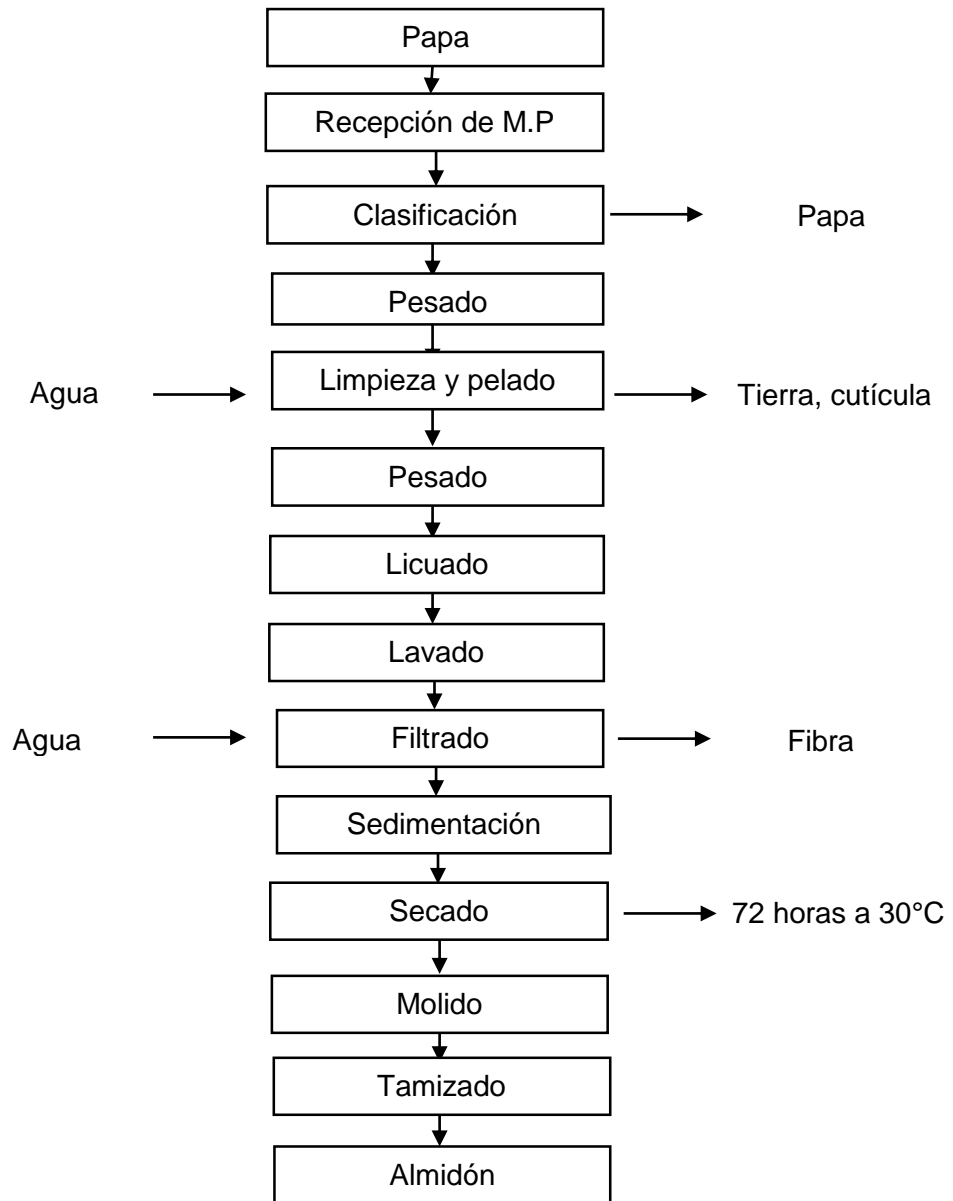 Papa
Recepción de M.P
Clasificación
Papa
Pesado
Agua
Limpieza y pelado
Tierra, cutícula
Pesado
Licuado
Lavado
Agua
Filtrado
Fibra
Sedimentación
Secado
72 horas a 30°C
Molido
Tamizado
Almidón